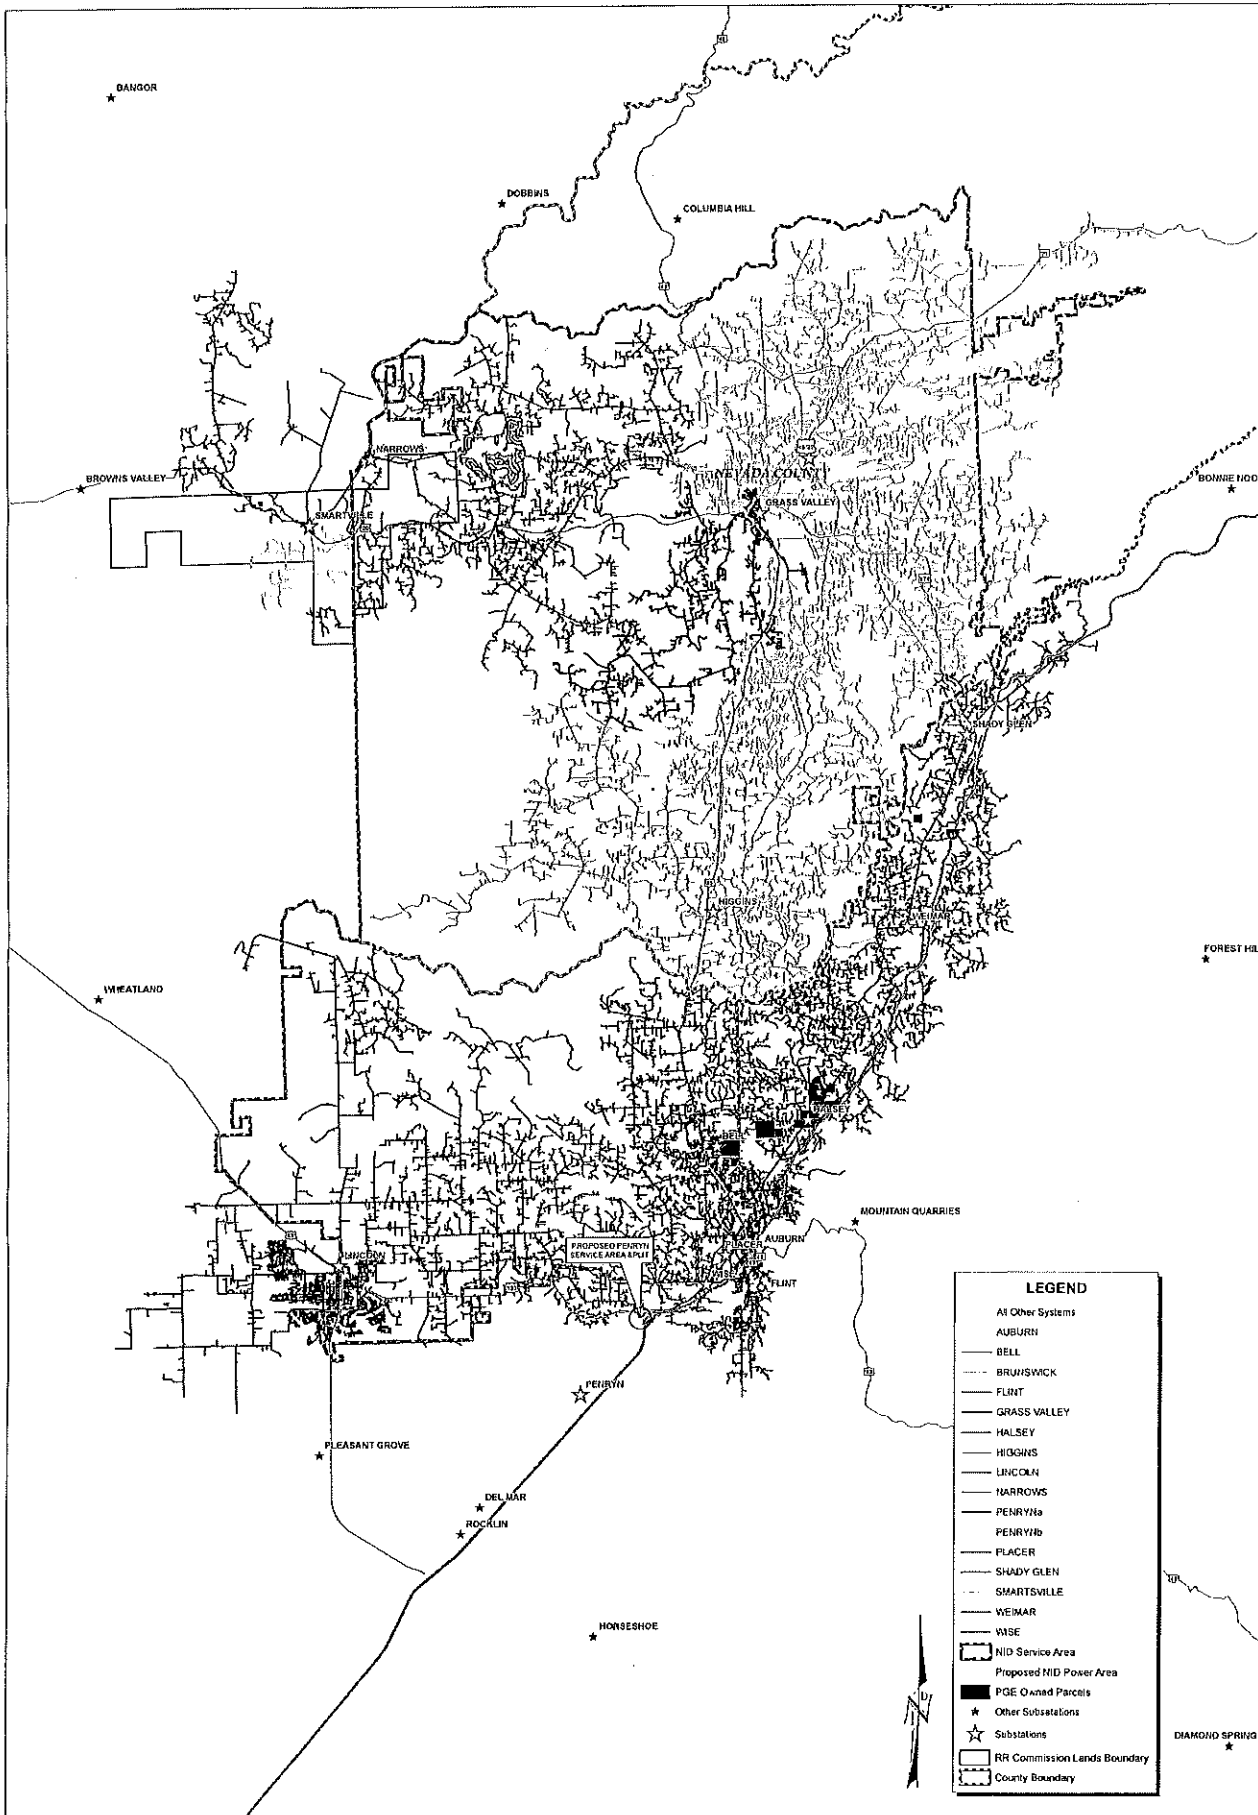 BANGOR
DOBBINS
COLUMBIA HILL
NARROWS
BROWNS VALLEY
SMARTVILLE
NEVADA COUNTY
GRASS VALLEY
BONNIE NOO
SHADY GLEN
HIGGINS
WEIMAR
FOREST HIL
WHEATLAND
HALSEY
BELL
MOUNTAIN QUARRIES
AUBURN
PLACER
PROPOSED PENRYN
SERVICE AREA SPLIT
LINCOLN
WISE
FLINT
PENRYN
PLEASANT GROVE
DEL MAR
ROCKLIN
HORSESHOE
DIAMOND SPRING
LEGEND
All Other Systems
AUBURN
BELL
BRUNSWICK
FLINT
GRASS VALLEY
HALSEY
HIGGINS
LINCOLN
NARROWS
PENRYNa
PENRYNb
PLACER
SHADY GLEN
SMARTSVILLE
WEIMAR
WISE
NID Service Area
Proposed NID Power Area
PGE Owned Parcels
Other Subsatations
Substations
RR Commission Lands Boundary
County Boundary